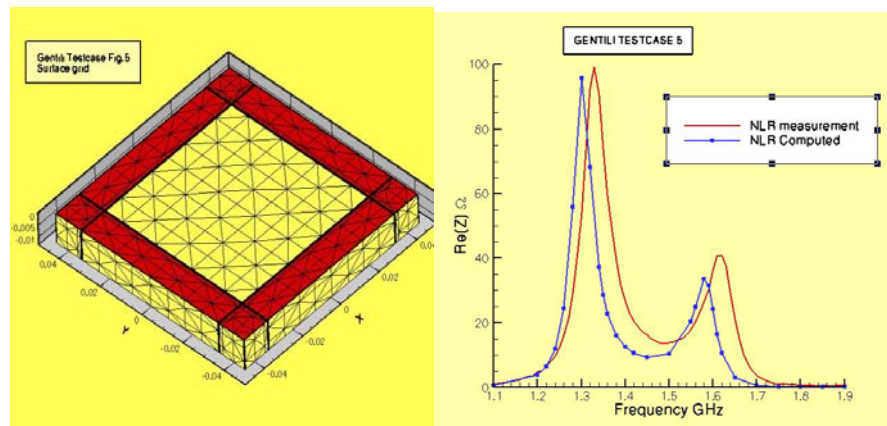 Gentili Testcase Fig.5
Surface grid
0
-0.005
-0.01
0.04
0.02
0
-0.02
-0.04
Y
0.04
0.02
0
-0.02
-0.04
X
GENTILI TESTCASE 5
NLR measurement
NLR Computed
Re(Z) Ω
100
80
60
40
20
0
1.1 1.2 1.3 1.4 1.5 1.6 1.7 1.8 1.9
Frequency GHz